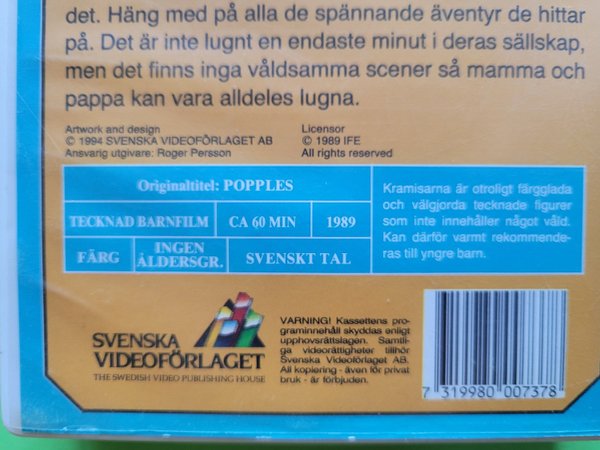 det. Häng med på alla de spännande äventyr de hittar
på. Det är inte lugnt en endaste minut i deras sällskap,
men det finns inga våldsamma scener så mamma och
pappa kan vara alldeles lugna.
Artwork and design
© 1994 SVENSKA VIDEOFÖRLAGET AB
Ansvarig utgivare: Roger Persson
Licensor
© 1989 IFE
All rights reserved
Originaltitel: POPPLES
TECKNAD BARNFILM
CA 60 MIN
1989
FÄRG
INGEN
ÅLDERSGR.
SVENSKT TAL
Kramisarna är otroligt färgglada
och välgjorda tecknade figurer
som inte innehåller något våld.
Kan därför varmt rekommende-
ras till yngre barn.
SVENSKA
VIDEOFÖRLAGET
THE SWEDISH VIDEO PUBLISHING HOUSE
VARNING! Kassettens pro-
graminnehåll skyddas enligt
upphovsrättslagen. Samtli-
ga videorättigheter tillhör
Svenska Videoförlaget AB.
All kopiering - även för privat
bruk - är förbjuden.
7 319980 007378